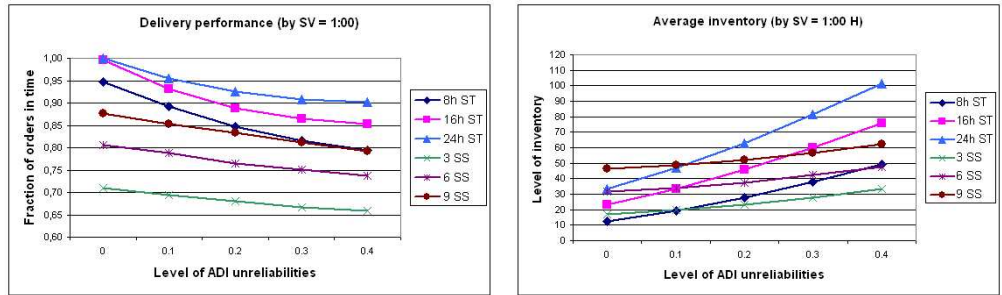 Delivery performance (by SV = 1:00)
Fraction of orders in time
1,00
0,95
0,90
0,85
0,80
0,75
0,70
0,65
0,60
0 0.1 0.2 0.3 0.4
Level of ADI unreliabilities
8h ST
16h ST
24h ST
3 SS
6 SS
9 SS
Average inventory (by SV = 1:00 H)
Level of inventory
120
110
100
90
80
70
60
50
40
30
20
10
0
0 0.1 0.2 0.3 0.4
Level of ADI unreliabilities
8h ST
16h ST
24h ST
3 SS
6 SS
9 SS